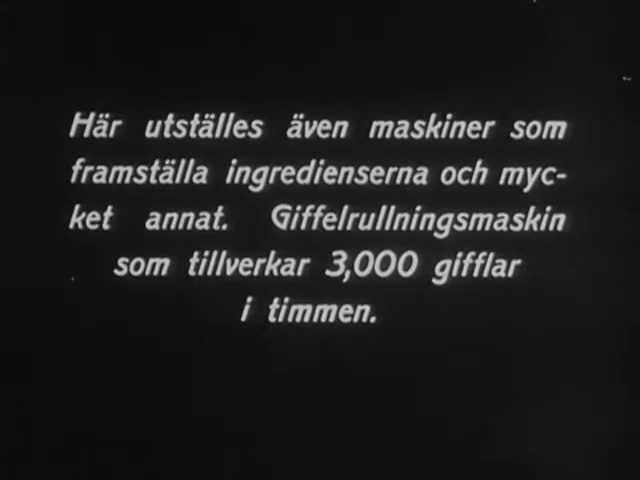 Här utställes även maskiner som
framställa ingredienserna och myc-
ket annat. Giffelrullningsmaskin
som tillverkar 3,000 gifflar
i timmen.